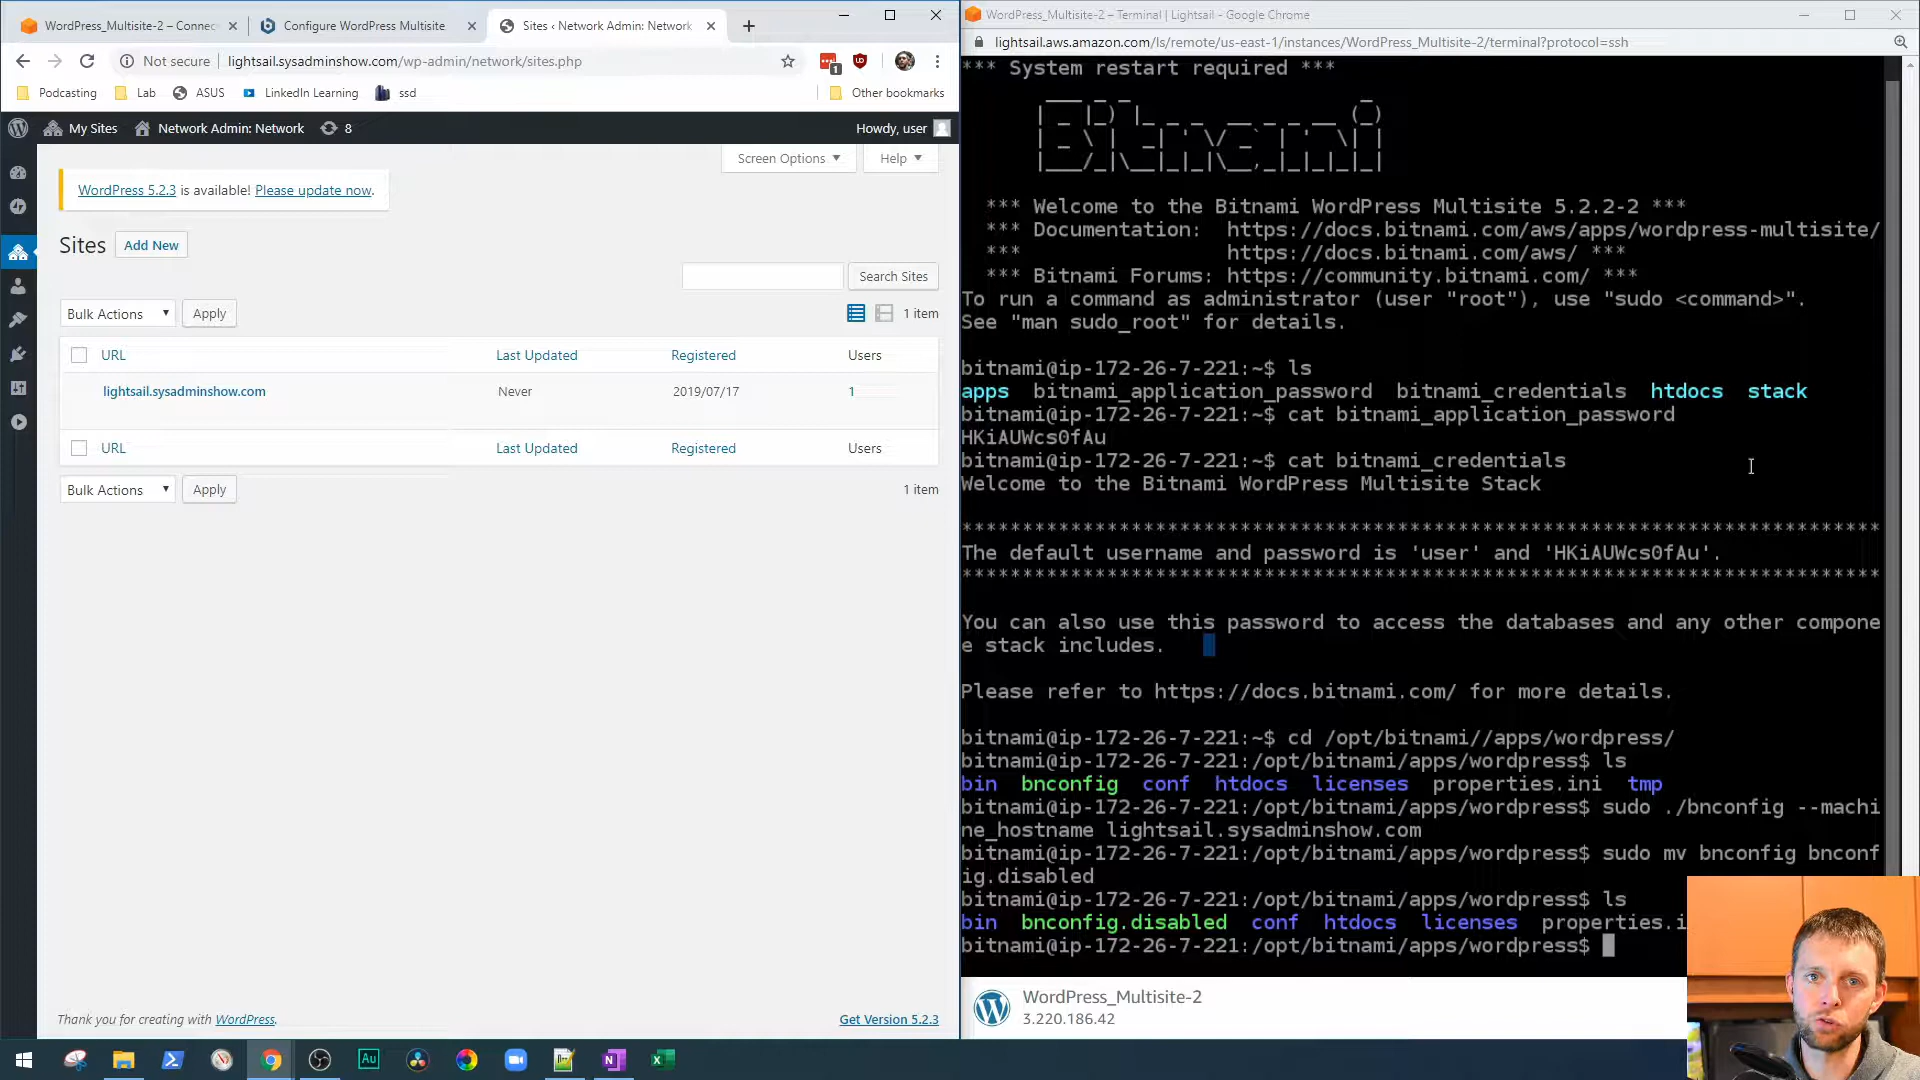 WordPress_Multisite-2 – Connec
Configure WordPress Multisite
Sites ‹ Network Admin: Network
Not secure
lightsail.sysadminshow.com/wp-admin/network/sites.php
1
Podcasting
Lab
ASUS
LinkedIn Learning
ssd
Other bookmarks
My Sites
Network Admin: Network
8
Howdy, user
Screen Options
Help
WordPress 5.2.3 is available! Please update now.
Sites
Add New
Search Sites
Bulk Actions
Apply
1 item
URL
Last Updated
Registered
Users
lightsail.sysadminshow.com
Never
2019/07/17
1
URL
Last Updated
Registered
Users
Bulk Actions
Apply
1 item
Thank you for creating with WordPress.
Get Version 5.2.3
WordPress_Multisite-2 – Terminal | Lightsail - Google Chrome
lightsail.aws.amazon.com/ls/remote/us-east-1/instances/WordPress_Multisite-2/terminal?protocol=ssh
*** System restart required ***
Bitnami
*** Welcome to the Bitnami WordPress Multisite 5.2.2-2 ***
*** Documentation:  https://docs.bitnami.com/aws/apps/wordpress-multisite/
***                 https://docs.bitnami.com/aws/ ***
*** Bitnami Forums: https://community.bitnami.com/ ***
To run a command as administrator (user "root"), use "sudo <command>".
See "man sudo_root" for details.
bitnami@ip-172-26-7-221:~$ ls
apps  bitnami_application_password  bitnami_credentials  htdocs  stack
bitnami@ip-172-26-7-221:~$ cat bitnami_application_password
HKiAUWcs0fAu
bitnami@ip-172-26-7-221:~$ cat bitnami_credentials
Welcome to the Bitnami WordPress Multisite Stack
****************************************************************************
The default username and password is 'user' and 'HKiAUWcs0fAu'.
****************************************************************************
You can also use this password to access the databases and any other compone
e stack includes.
Please refer to https://docs.bitnami.com/ for more details.
bitnami@ip-172-26-7-221:~$ cd /opt/bitnami//apps/wordpress/
bitnami@ip-172-26-7-221:/opt/bitnami/apps/wordpress$ ls
bin  bnconfig  conf  htdocs  licenses  properties.ini  tmp
bitnami@ip-172-26-7-221:/opt/bitnami/apps/wordpress$ sudo ./bnconfig --machi
ne_hostname lightsail.sysadminshow.com
bitnami@ip-172-26-7-221:/opt/bitnami/apps/wordpress$ sudo mv bnconfig bnconf
ig.disabled
bitnami@ip-172-26-7-221:/opt/bitnami/apps/wordpress$ ls
bin  bnconfig.disabled  conf  htdocs  licenses  properties.i
bitnami@ip-172-26-7-221:/opt/bitnami/apps/wordpress$
WordPress_Multisite-2
3.220.186.42
Au